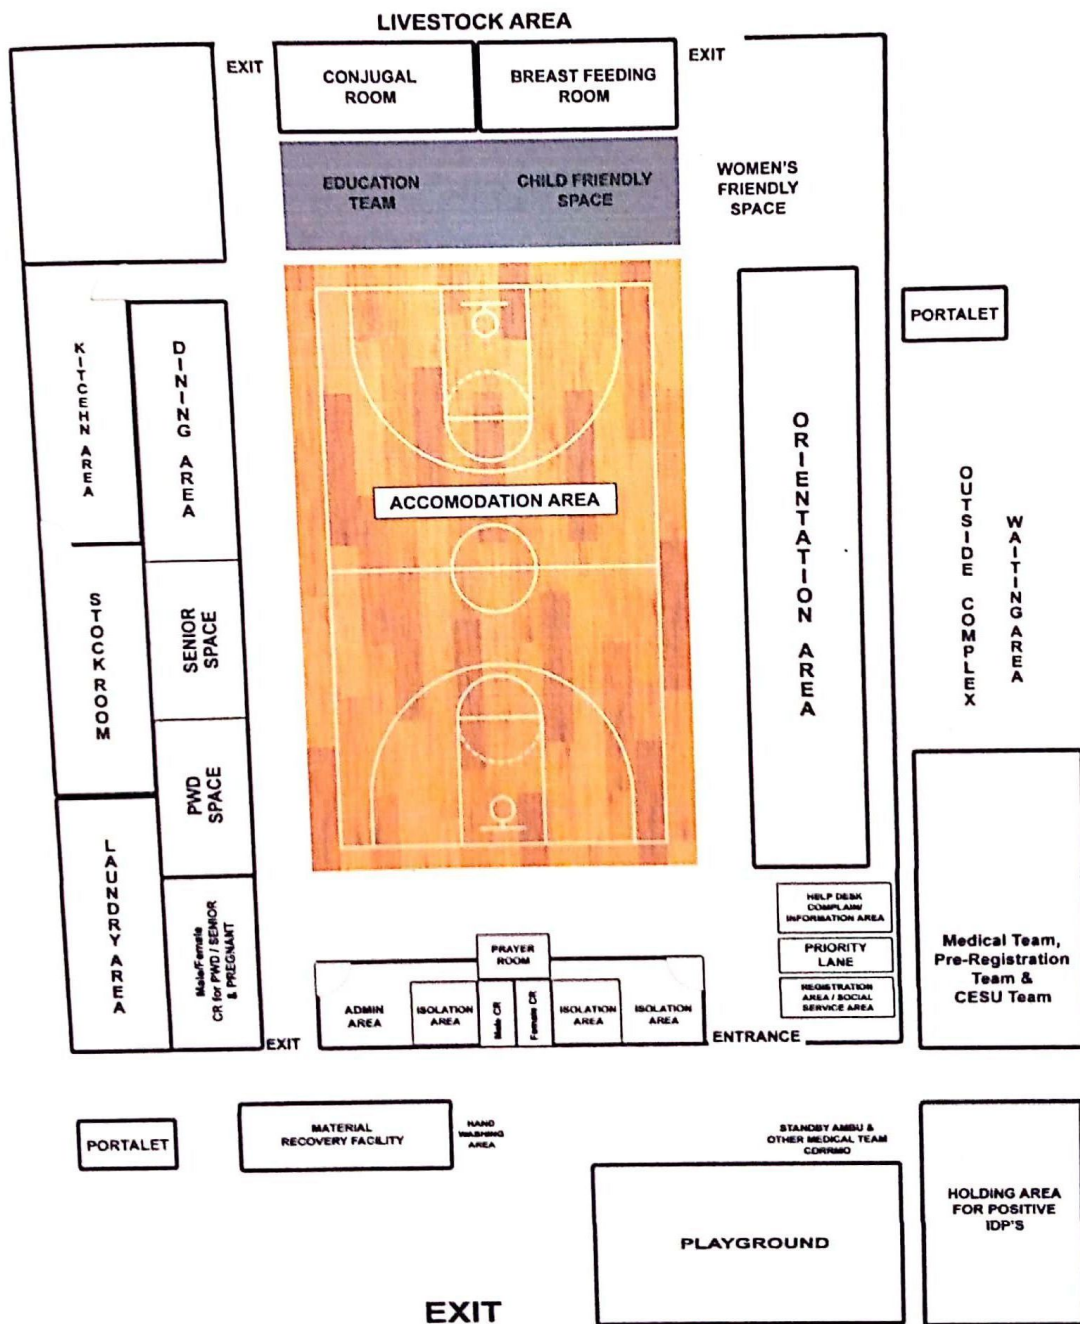 LIVESTOCK AREA
EXIT
CONJUGAL
ROOM
BREAST FEEDING
ROOM
EXIT
EDUCATION
TEAM
CHILD FRIENDLY
SPACE
WOMEN'S
FRIENDLY
SPACE
KITCEHN AREA
DINING AREA
ACCOMODATION AREA
ORIENTATION AREA
PORTALET
OUTSIDE COMPLEX
WAITING AREA
STOCK ROOM
SENIOR
SPACE
PWD
SPACE
LAUNDRY AREA
Male/Female
CR for PWD / SENIOR
& PREGNANT
HELP DESK
COMPLAIN/
INFORMATION AREA
PRIORITY
LANE
REGISTRATION
AREA / SOCIAL
SERVICE AREA
Medical Team,
Pre-Registration
Team &
CESU Team
PRAYER
ROOM
ADMIN
AREA
ISOLATION
AREA
Male CR
Female CR
ISOLATION
AREA
ISOLATION
AREA
EXIT
ENTRANCE
PORTALET
MATERIAL
RECOVERY FACILITY
HAND
WASHING
AREA
STANDBY AMBU &
OTHER MEDICAL TEAM
CDRRMO
PLAYGROUND
HOLDING AREA
FOR POSITIVE
IDP'S
EXIT